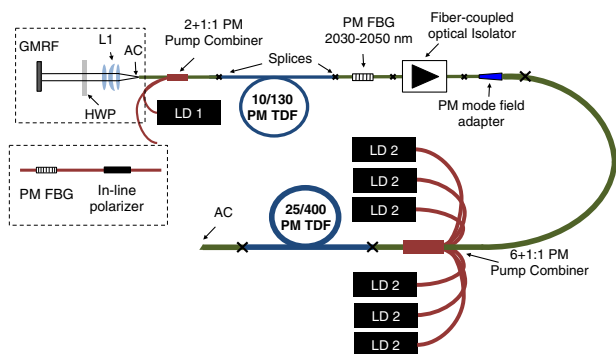 GMRF
L1
AC
HWP
2+1:1 PM
Pump Combiner
LD 1
Splices
10/130
PM TDF
PM FBG
2030-2050 nm
Fiber-coupled
optical Isolator
PM mode field
adapter
PM FBG
In-line
polarizer
AC
25/400
PM TDF
LD 2
LD 2
LD 2
6+1:1 PM
Pump Combiner
LD 2
LD 2
LD 2